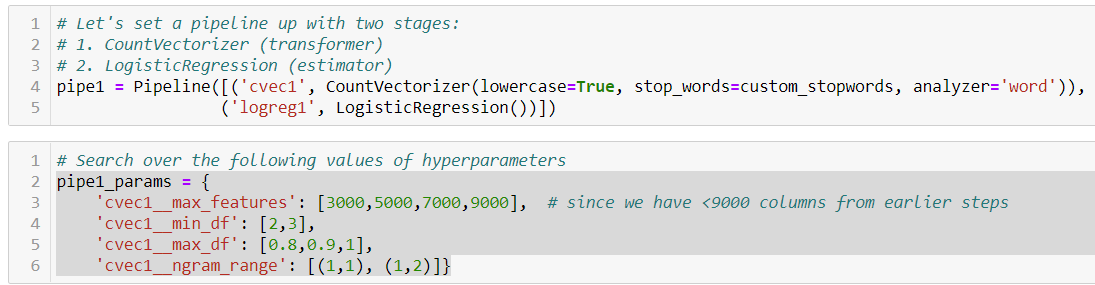 1 # Let's set a pipeline up with two stages:
2 # 1. CountVectorizer (transformer)
3 # 2. LogisticRegression (estimator)
4 pipe1 = Pipeline([('cvec1', CountVectorizer(lowercase=True, stop_words=custom_stopwords, analyzer='word')),
5                  ('logreg1', LogisticRegression())])
1 # Search over the following values of hyperparameters
2 pipe1_params = {
3     'cvec1__max_features': [3000,5000,7000,9000],  # since we have <9000 columns from earlier steps
4     'cvec1__min_df': [2,3],
5     'cvec1__max_df': [0.8,0.9,1],
6     'cvec1__ngram_range': [(1,1), (1,2)]}